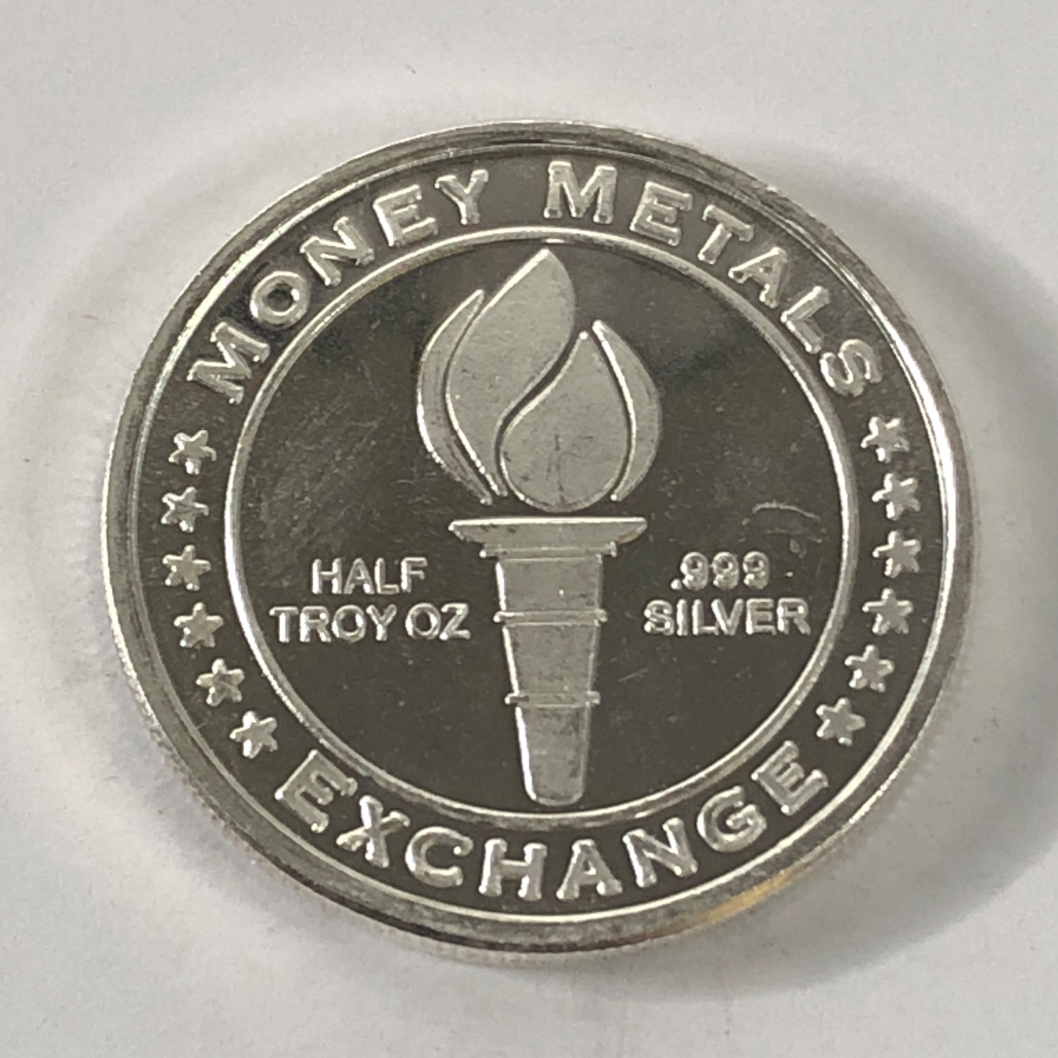 MONEY METALS
HALF
TROY OZ
.999
SILVER
EXCHANGE